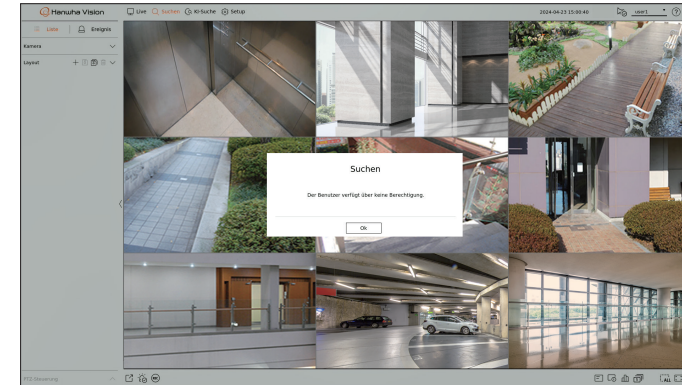 Hanwha Vision
Live Suchen KI-Suche Setup
2024-04-23 15:00:40
user1
Liste Ereignis
Kamera
Layout
Suchen
Der Benutzer verfügt über keine Berechtigung.
Ok
PTZ-Steuerung
ALL